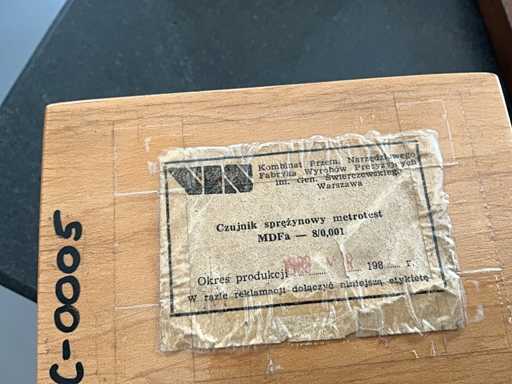 VIS
Kombinat Przem. Narzędziowego
Fabryka Wyrobów Precyzyjnych
im. Gen. Świerczewskiego
Warszawa
Czujnik sprężynowy metrotest
MDFa — 8/0,001
Okres produkcji 198 r.
w razie reklamacji dołączyć niniejszą etykietę
C-0005